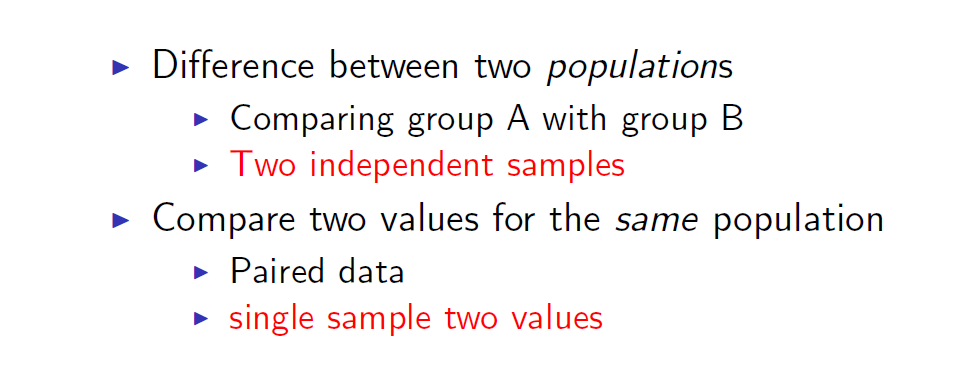 Difference between two populations
Comparing group A with group B
Two independent samples
Compare two values for the same population
Paired data
single sample two values